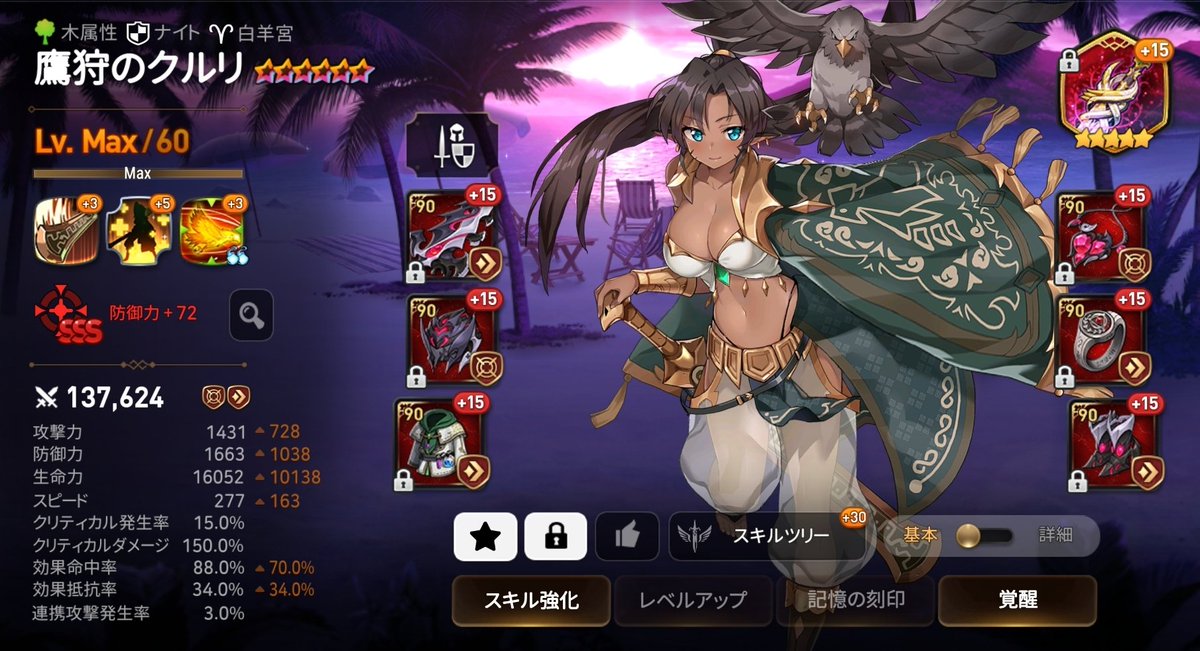 木属性 ナイト 白羊宮
鷹狩のクルリ
Lv. Max/60
Max
+3 +5 +3
SSS 防御力 + 72
137,624
攻撃力 1431 728
防御力 1663 1038
生命力 16052 10138
スピード 277 163
クリティカル発生率 15.0%
クリティカルダメージ 150.0%
効果命中率 88.0% 70.0%
効果抵抗率 34.0% 34.0%
連携攻撃発生率 3.0%
90 +15
90 +15
90 +15
+15
90 +15
90 +15
90 +15
スキルツリー +30
基本 詳細
スキル強化 レベルアップ 記憶の刻印 覚醒